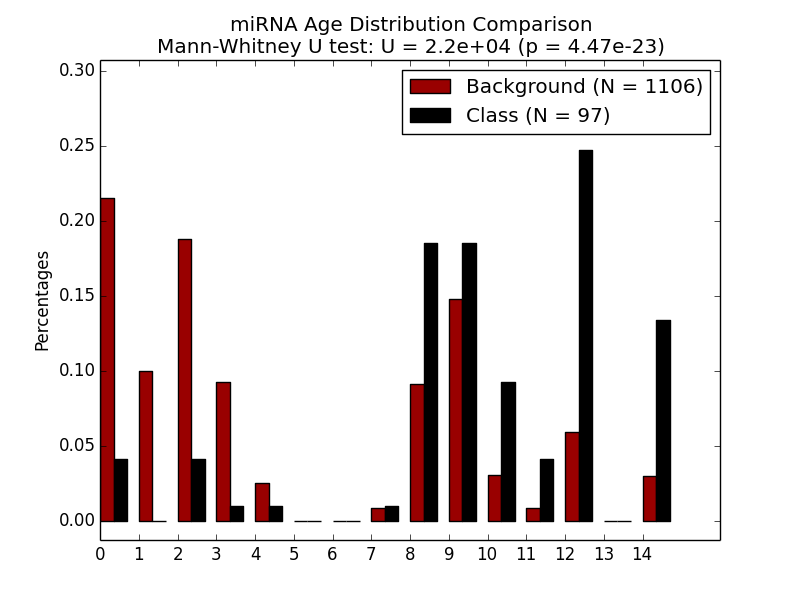 miRNA Age Distribution Comparison
Mann-Whitney U test: U = 2.2e+04 (p = 4.47e-23)
Background (N = 1106)
Class (N = 97)
Percentages
0.30
0.25
0.20
0.15
0.10
0.05
0.00
0 1 2 3 4 5 6 7 8 9 10 11 12 13 14